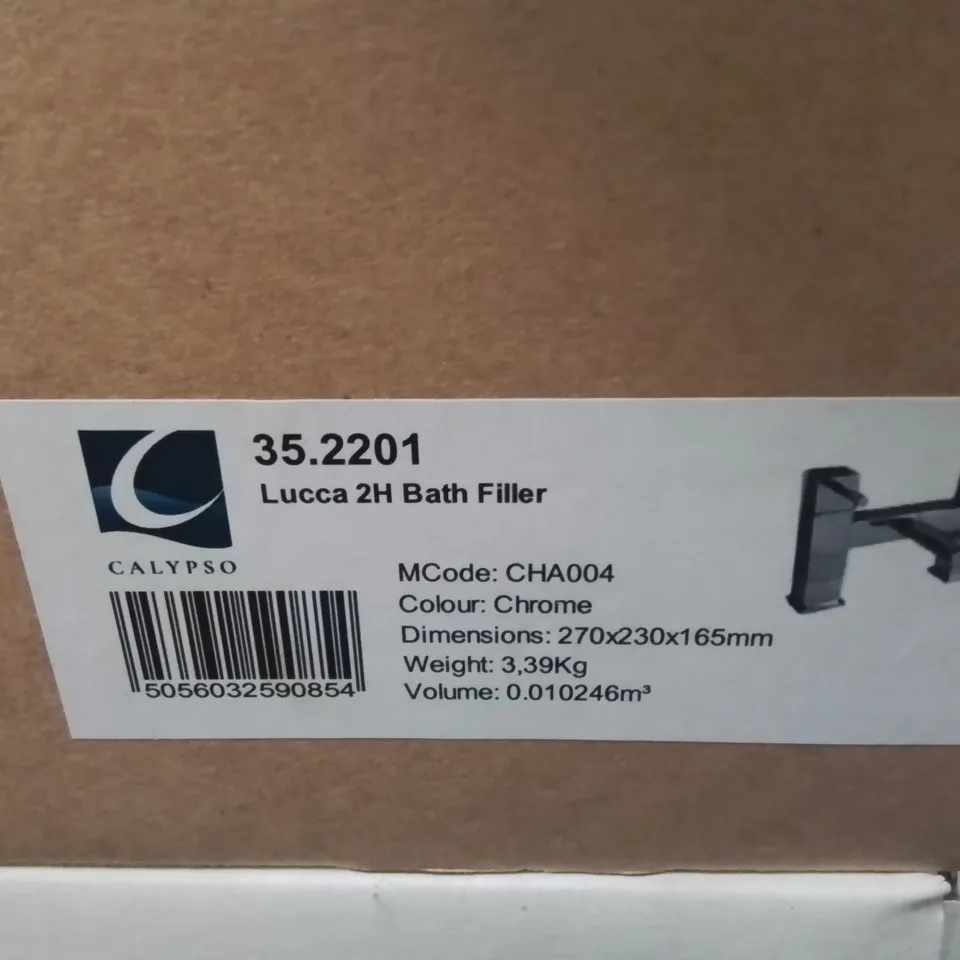 35.2201
Lucca 2H Bath Filler
CALYPSO
MCode: CHA004
Colour: Chrome
Dimensions: 270x230x165mm
Weight: 3,39Kg
Volume: 0.010246m³
5056032590854